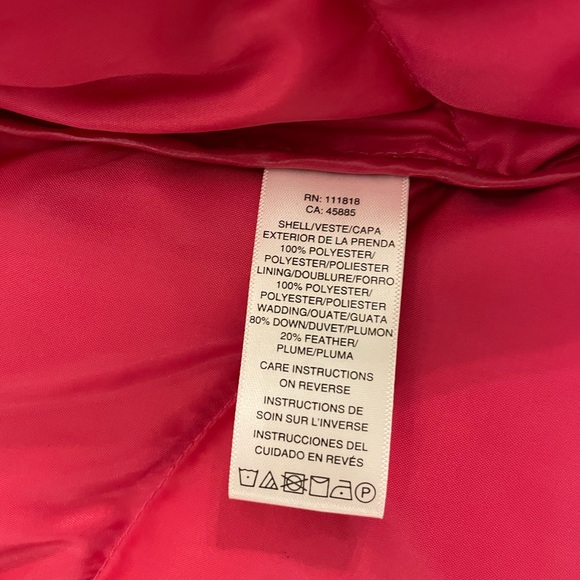 RN: 111818
CA: 45885
SHELL/VESTE/CAPA
EXTERIOR DE LA PRENDA
100% POLYESTER/
POLYESTER/POLIESTER
LINING/DOUBLURE/FORRO
100% POLYESTER/
POLYESTER/POLIESTER
WADDING/OUATE/GUATA
80% DOWN/DUVET/PLUMON
20% FEATHER/
PLUME/PLUMA
CARE INSTRUCTIONS
ON REVERSE
INSTRUCTIONS DE
SOIN SUR L'INVERSE
INSTRUCCIONES DEL
CUIDADO EN REVÉS
P